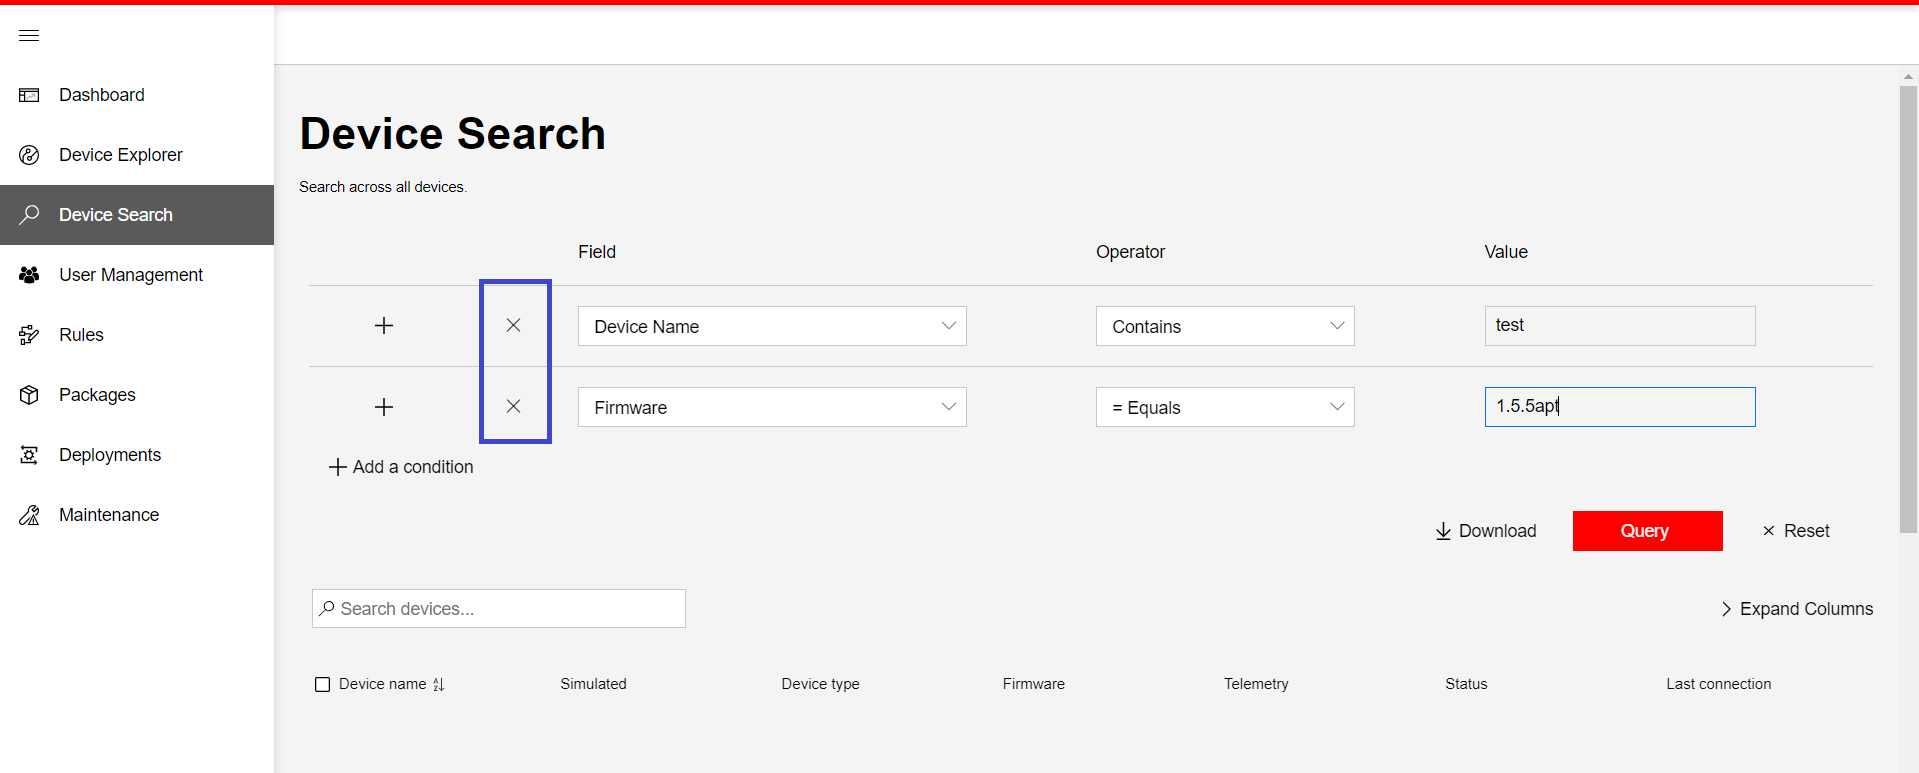 Dashboard
Device Explorer
Device Search
User Management
Rules
Packages
Deployments
Maintenance
Device Search
Search across all devices.
Field Operator Value
Device Name Contains test
Firmware = Equals 1.5.5apt
Add a condition
Download Query Reset
Search devices... Expand Columns
Device name Simulated Device type Firmware Telemetry Status Last connection